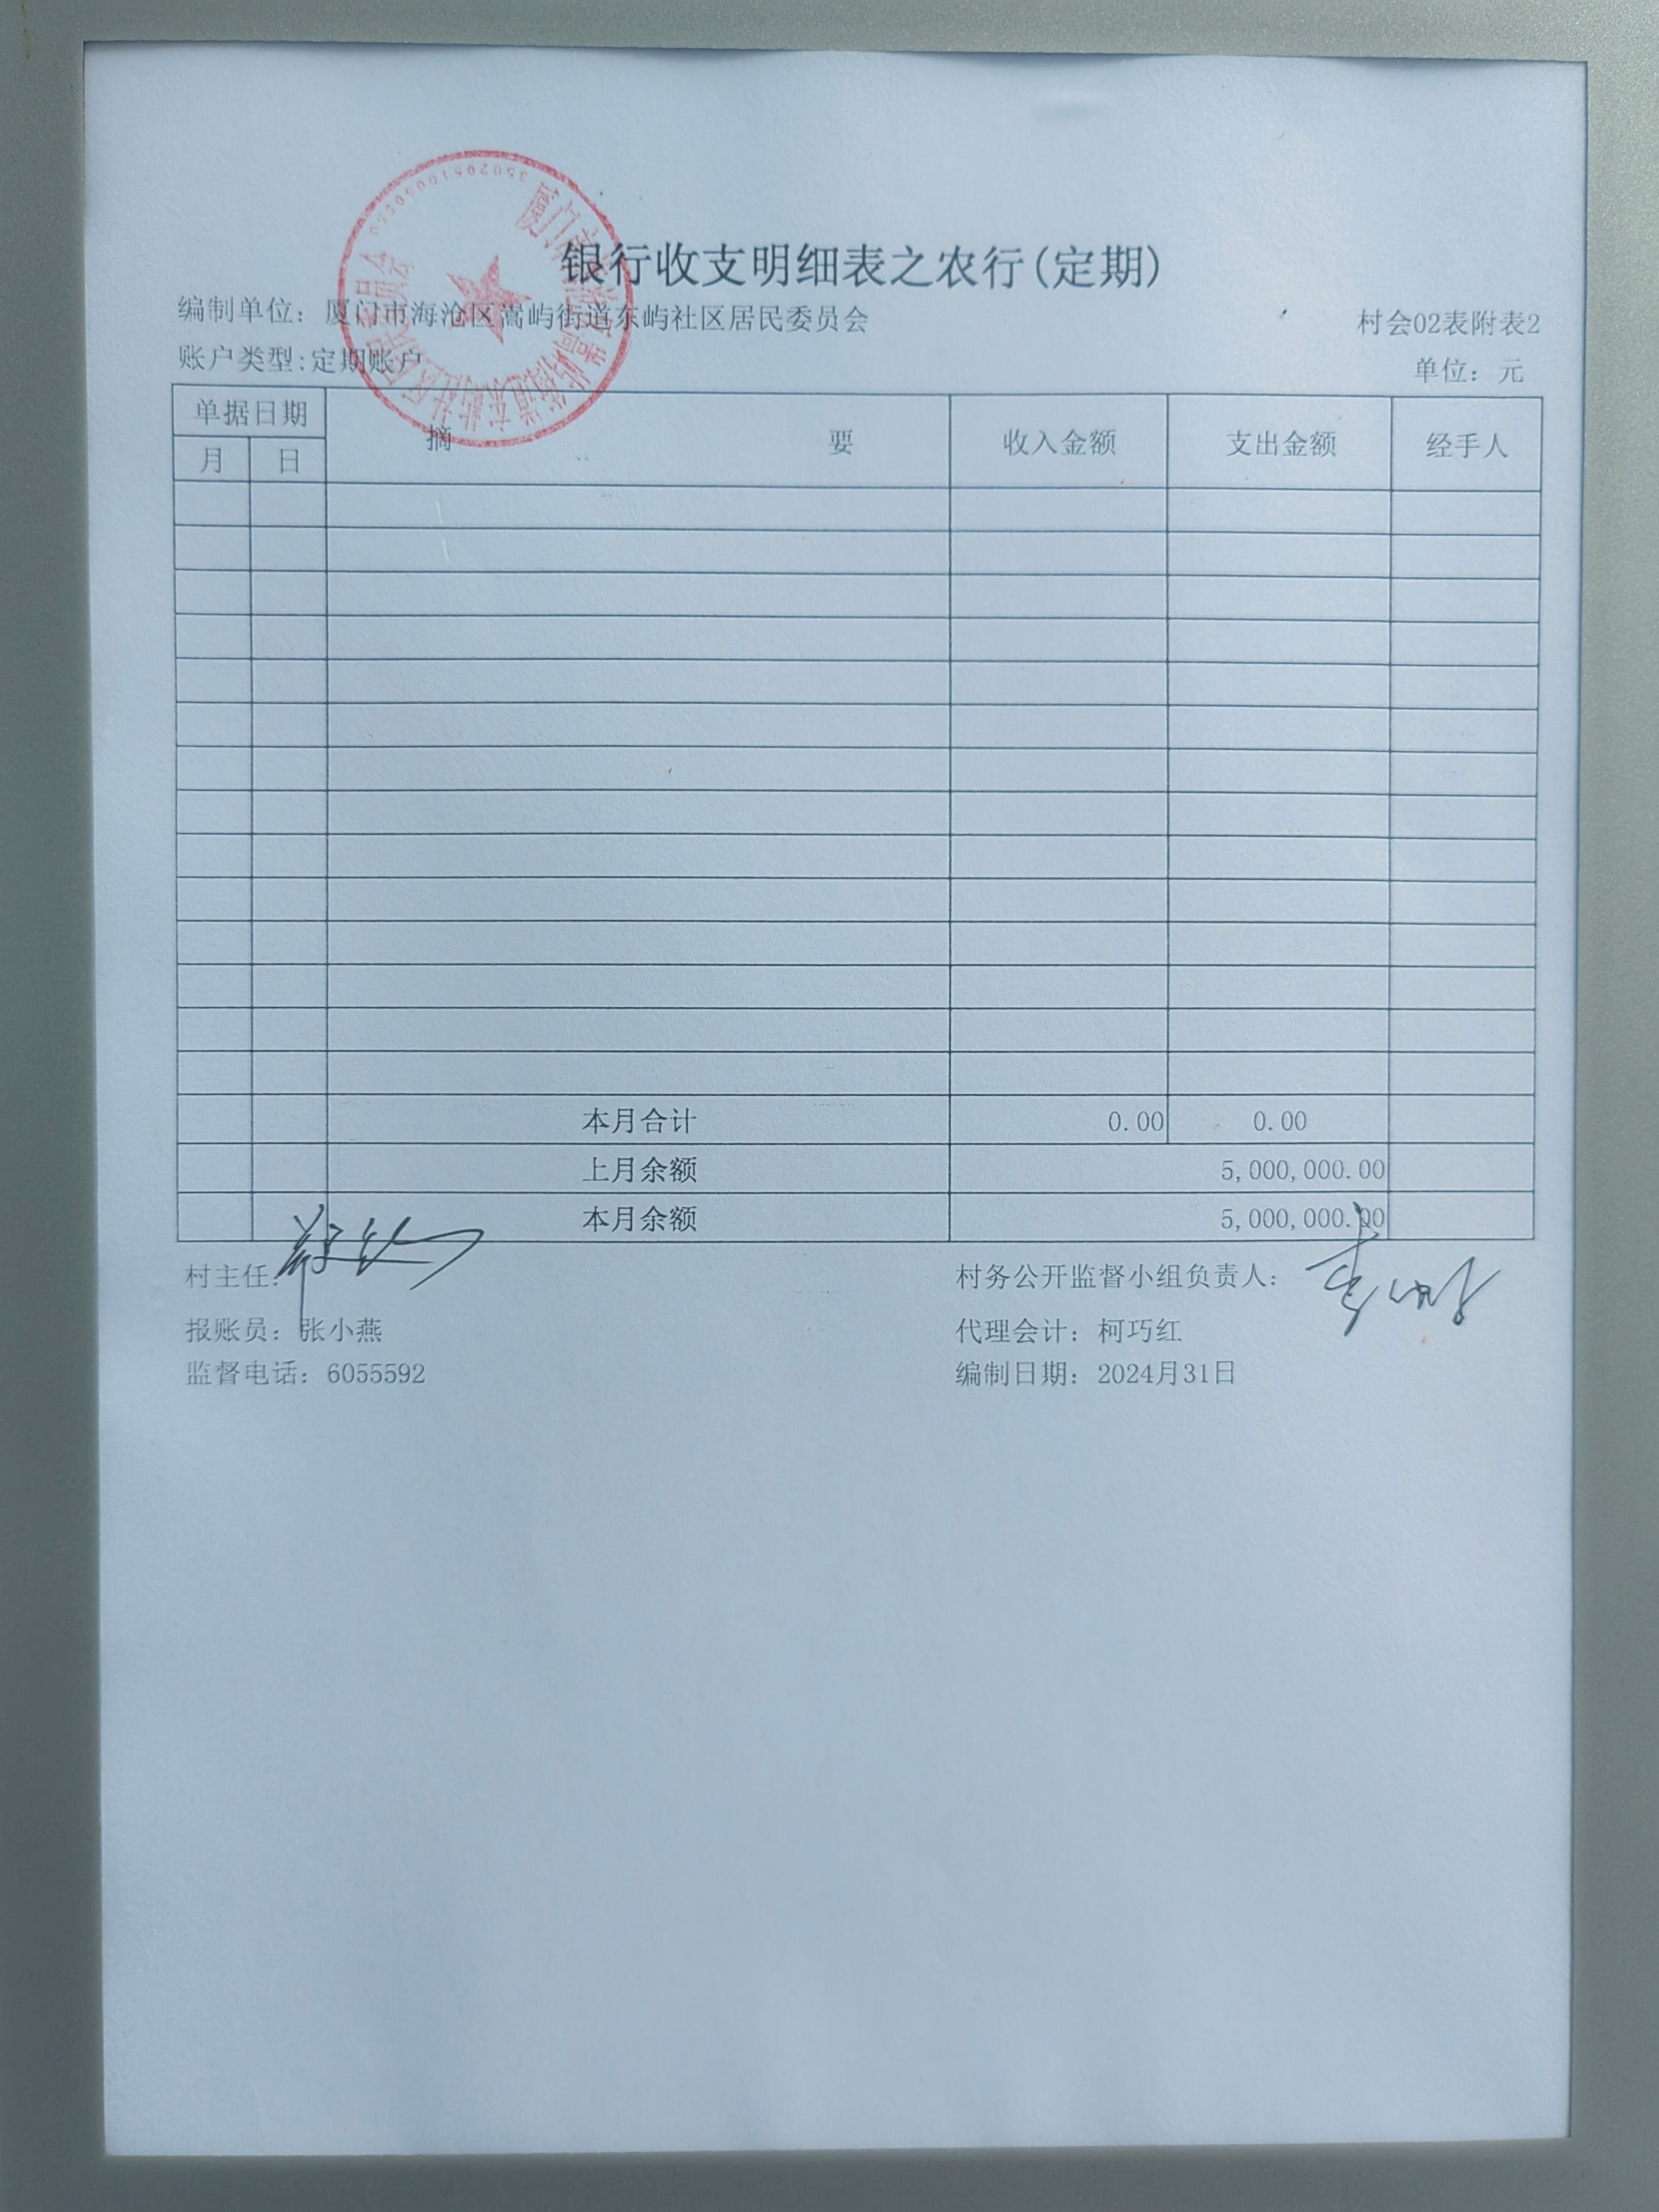 银行收支明细表之农行(定期)
编制单位：厦门市海沧区嵩屿街道东屿社区居民委员会
村会02表附表2
账户类型:定期账户
单位：元
单据日期
摘 要
收入金额
支出金额
经手人
月 日
本月合计 0.00 0.00
上月余额 5,000,000.00
本月余额 5,000,000.00
村主任:
村务公开监督小组负责人：
报账员：张小燕
代理会计：柯巧红
监督电话：6055592
编制日期：2024月31日